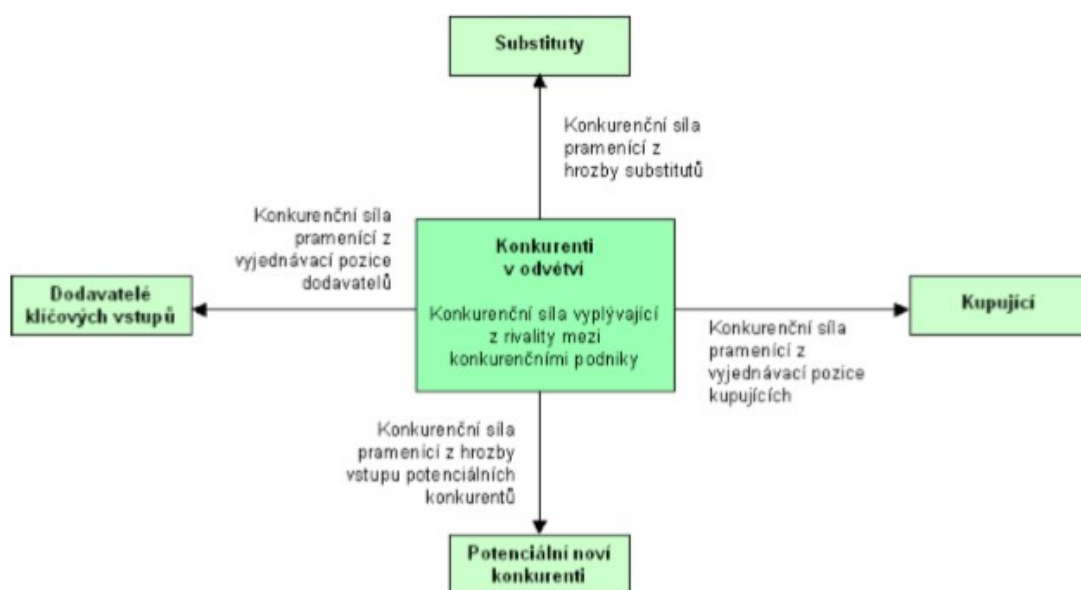 Substituty
Konkurenční síla
pramenící z
hrozby substitutů
Konkurenční síla
pramenící z
vyjednávací pozice
dodavatelů
Konkurenti
v odvětví
Konkurenční síla vyplývající
z rivality mezi
konkurenčními podniky
Dodavatelé
klíčových vstupů
Kupující
Konkurenční síla
pramenící z
vyjednávací pozice
kupujících
Konkurenční síla
pramenící z hrozby
vstupu potenciálních
konkurentů
Potenciální noví
konkurenti